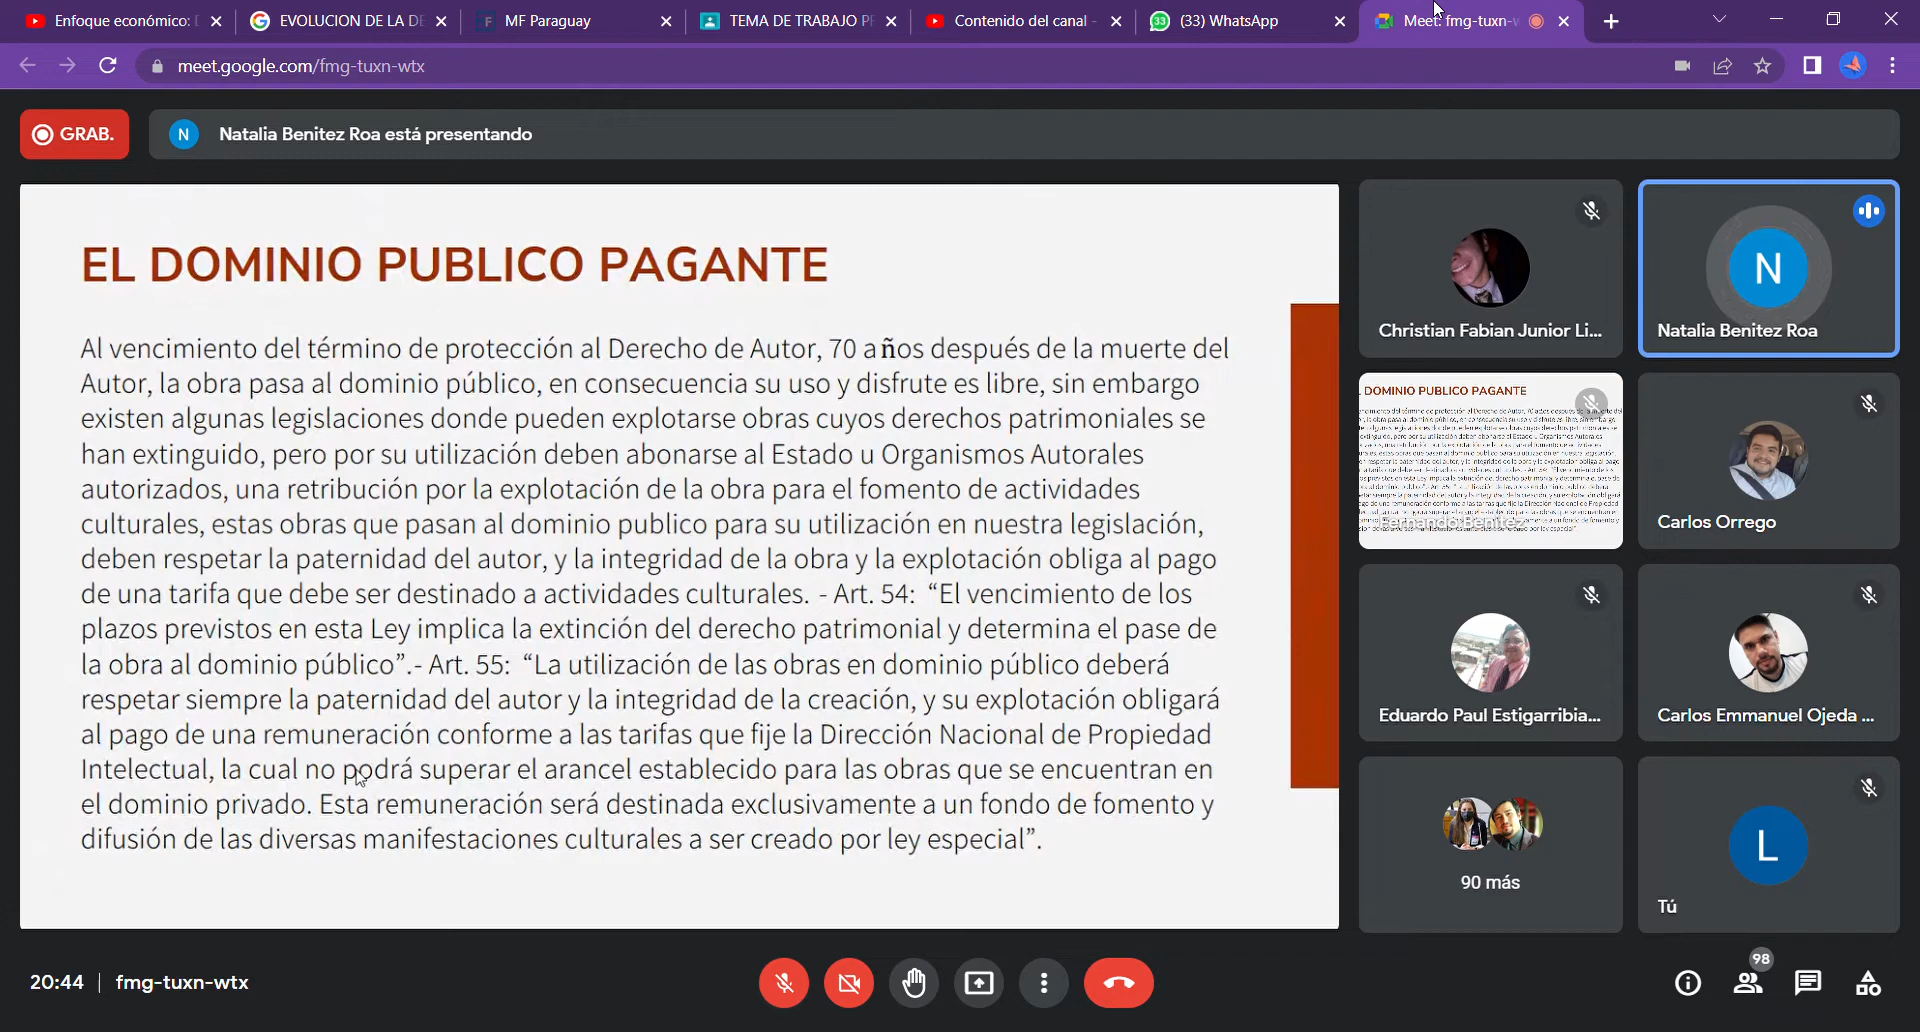 Enfoque económico:
EVOLUCION DE LA DE
MF Paraguay
TEMA DE TRABAJO P
Contenido del canal -
(33) WhatsApp
Meet: fmg-tuxn-w
meet.google.com/fmg-tuxn-wtx
GRAB.
N
Natalia Benitez Roa está presentando
EL DOMINIO PUBLICO PAGANTE
Al vencimiento del término de protección al Derecho de Autor, 70 años después de la muerte del
Autor, la obra pasa al dominio público, en consecuencia su uso y disfrute es libre, sin embargo
existen algunas legislaciones donde pueden explotarse obras cuyos derechos patrimoniales se
han extinguido, pero por su utilización deben abonarse al Estado u Organismos Autorales
autorizados, una retribución por la explotación de la obra para el fomento de actividades
culturales, estas obras que pasan al dominio publico para su utilización en nuestra legislación,
deben respetar la paternidad del autor, y la integridad de la obra y la explotación obliga al pago
de una tarifa que debe ser destinado a actividades culturales. - Art. 54: “El vencimiento de los
plazos previstos en esta Ley implica la extinción del derecho patrimonial y determina el pase de
la obra al dominio público”.- Art. 55: “La utilización de las obras en dominio público deberá
respetar siempre la paternidad del autor y la integridad de la creación, y su explotación obligará
al pago de una remuneración conforme a las tarifas que fije la Dirección Nacional de Propiedad
Intelectual, la cual no podrá superar el arancel establecido para las obras que se encuentran en
el dominio privado. Esta remuneración será destinada exclusivamente a un fondo de fomento y
difusión de las diversas manifestaciones culturales a ser creado por ley especial”.
Christian Fabian Junior Li...
N
Natalia Benitez Roa
DOMINIO PUBLICO PAGANTE
Fernando Benitez
Carlos Orrego
Eduardo Paul Estigarribia...
Carlos Emmanuel Ojeda ...
90 más
L
Tú
20:44 | fmg-tuxn-wtx
98